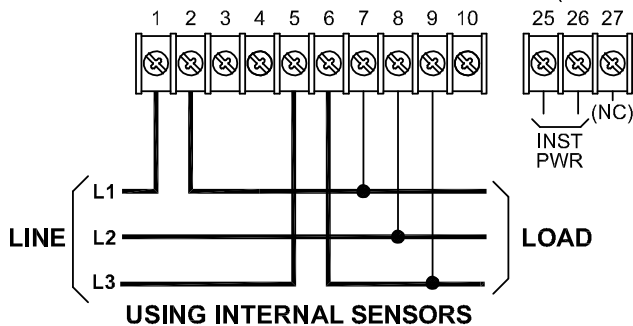 1 2 3 4 5 6 7 8 9 10 25 26 27
(NC)
INST
PWR
L1
LINE L2 LOAD
L3
USING INTERNAL SENSORS